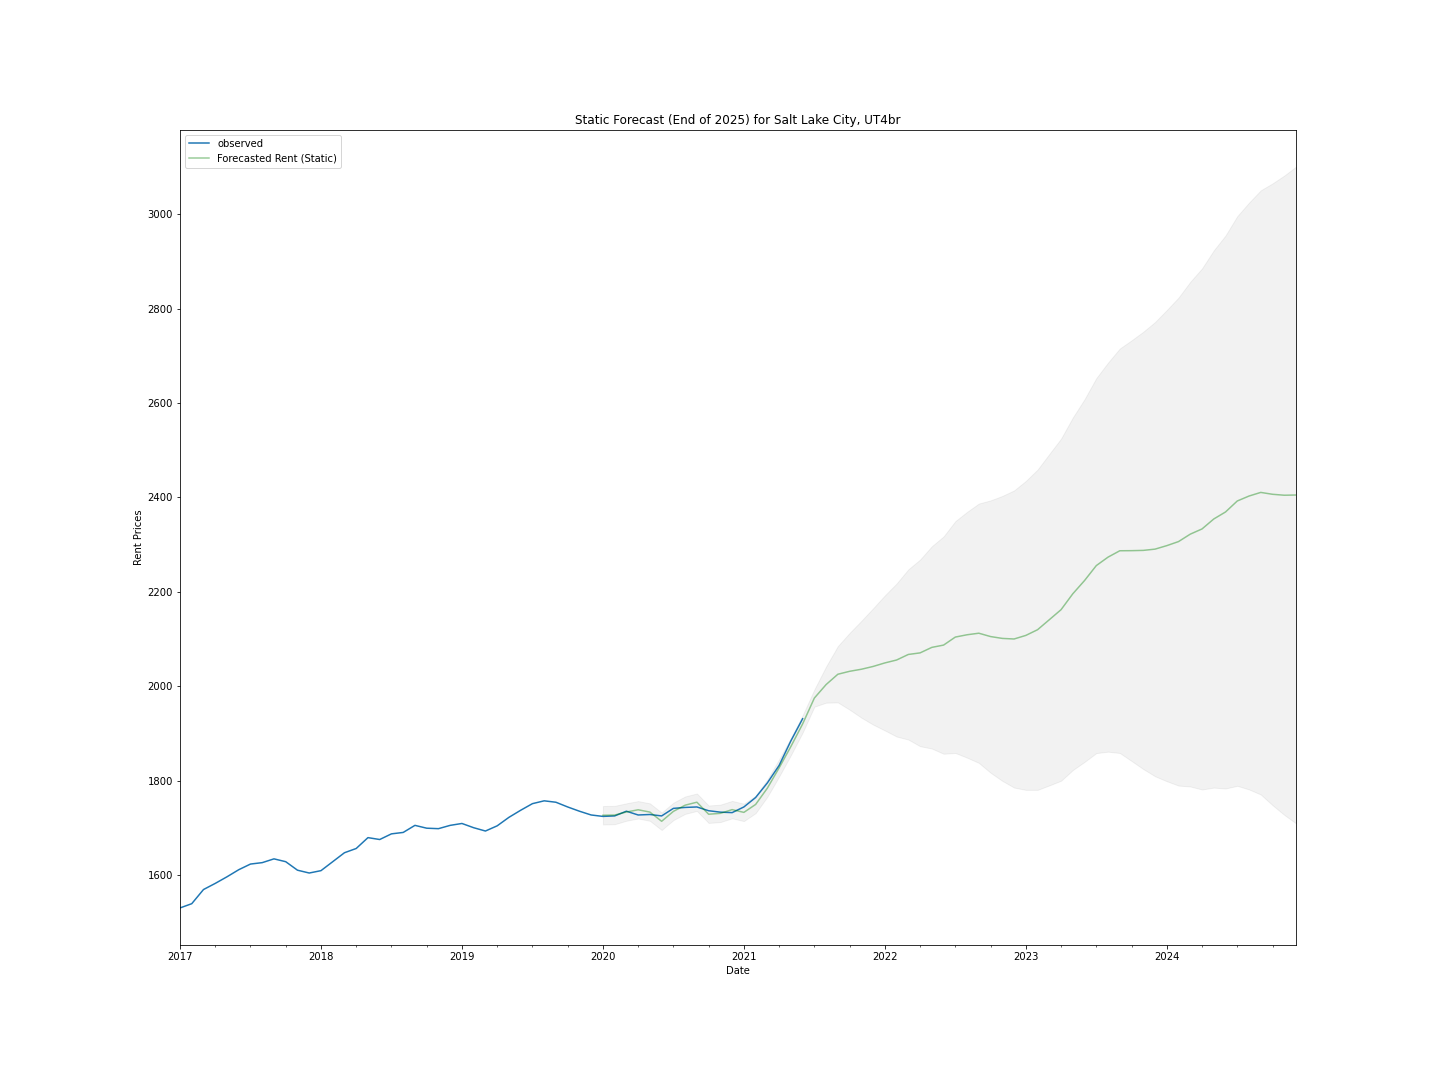 Static Forecast (End of 2025) for Salt Lake City, UT4br
observed
Forecasted Rent (Static)
3000
2800
2600
2400
2200
2000
1800
1600
Rent Prices
2017 2018 2019 2020 2021 2022 2023 2024
Date